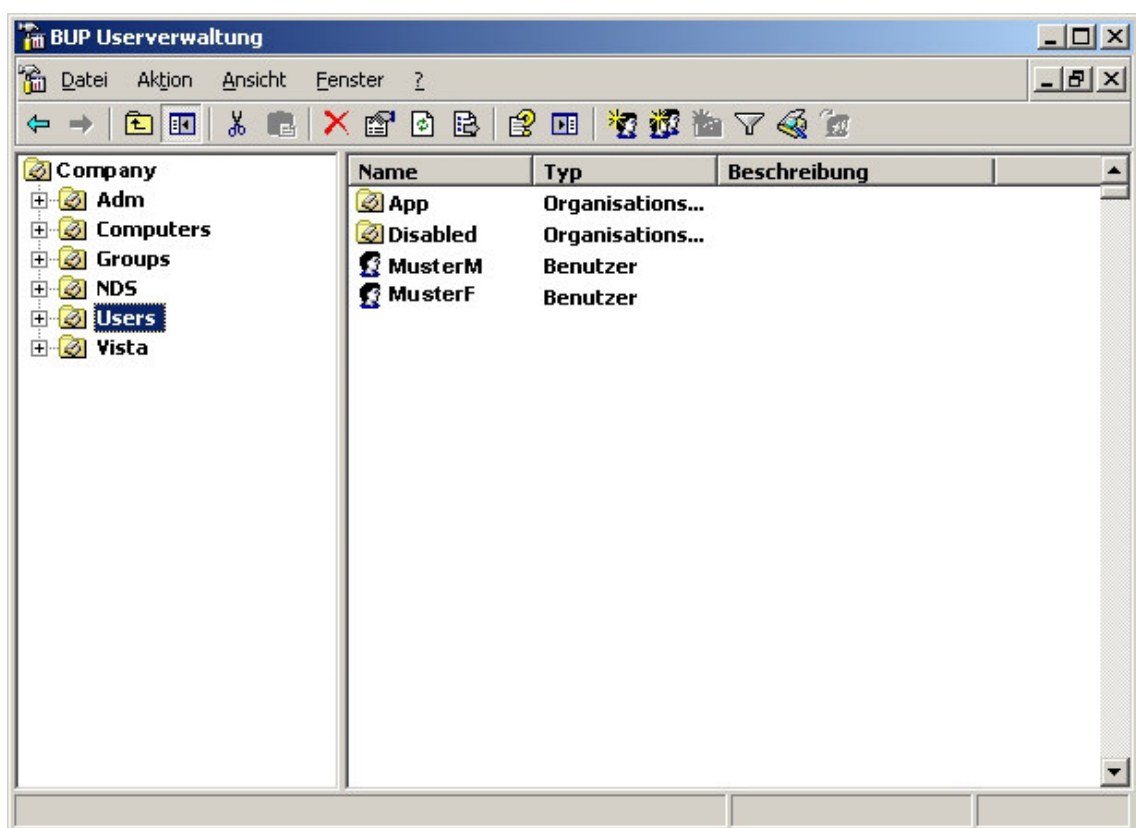 BUP Userverwaltung
Datei Aktion Ansicht Fenster ?
Company
Adm
Computers
Groups
NDS
Users
Vista
Name Typ Beschreibung
App Organisations...
Disabled Organisations...
MusterM Benutzer
MusterF Benutzer